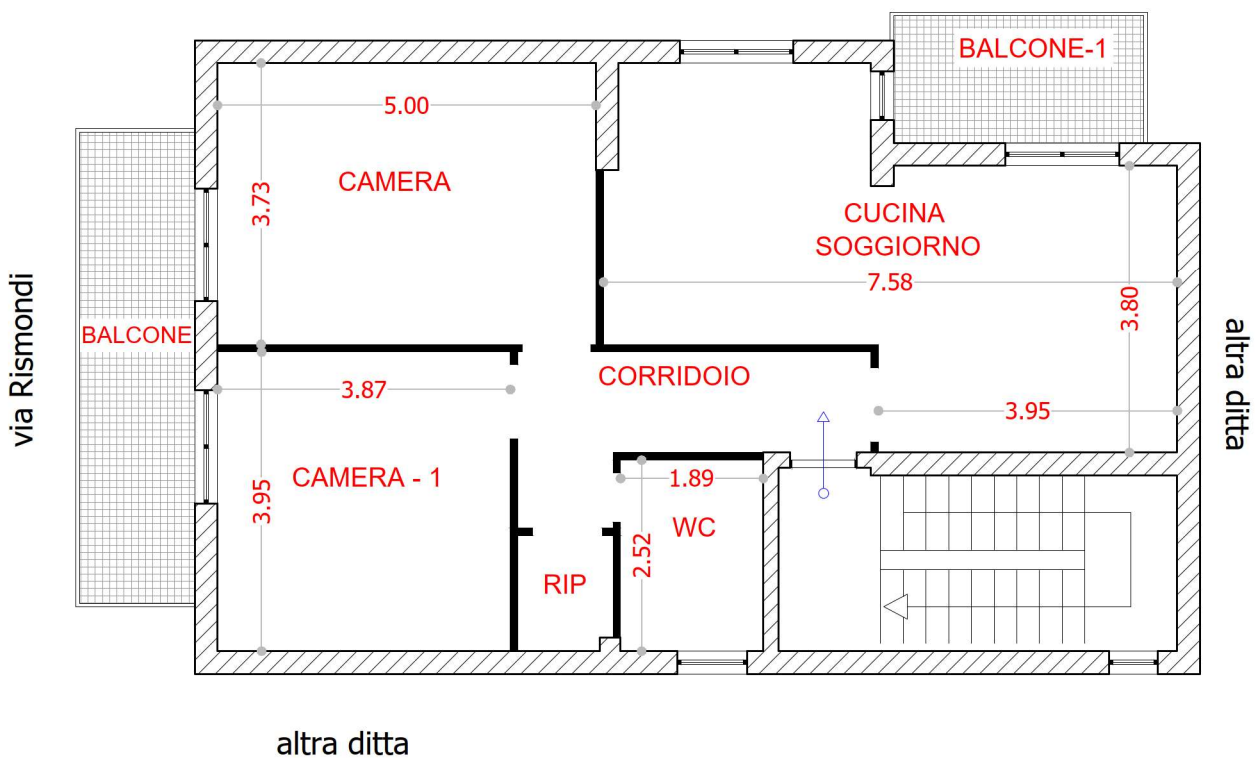 BALCONE-1
5.00
CAMERA
3.73
CUCINA
SOGGIORNO
7.58
3.80
via Rismondi
BALCONE
altra ditta
CORRIDOIO
3.87
3.95
CAMERA - 1
3.95
1.89
WC
2.52
RIP
altra ditta